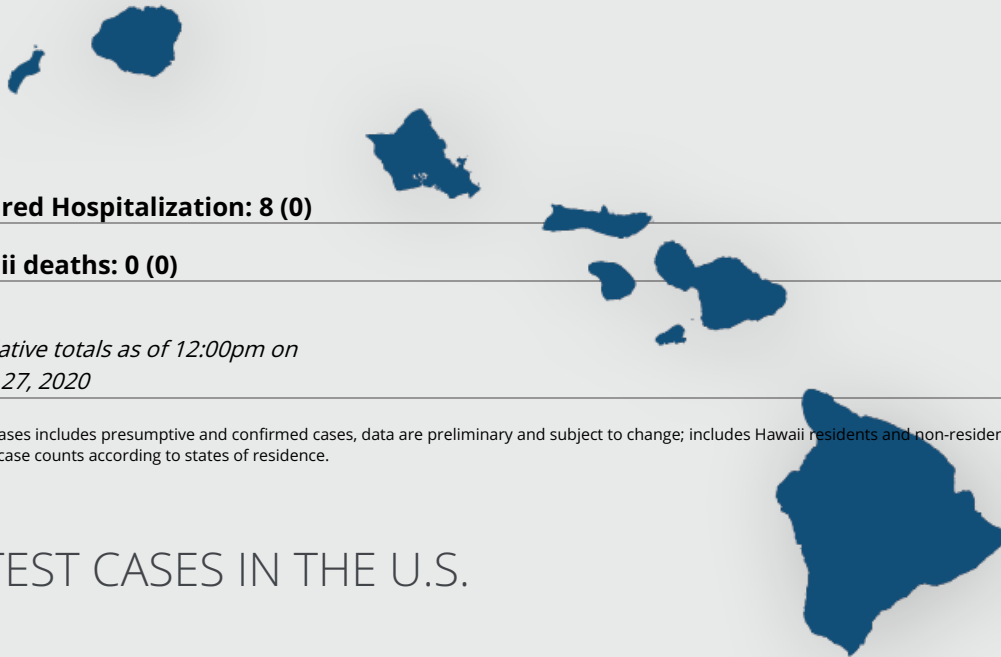 red Hospitalization: 8 (0)
ii deaths: 0 (0)
ative totals as of 12:00pm on
27, 2020
ases includes presumptive and confirmed cases, data are preliminary and subject to change; includes Hawaii residents and non-residen
case counts according to states of residence.
TEST CASES IN THE U.S.